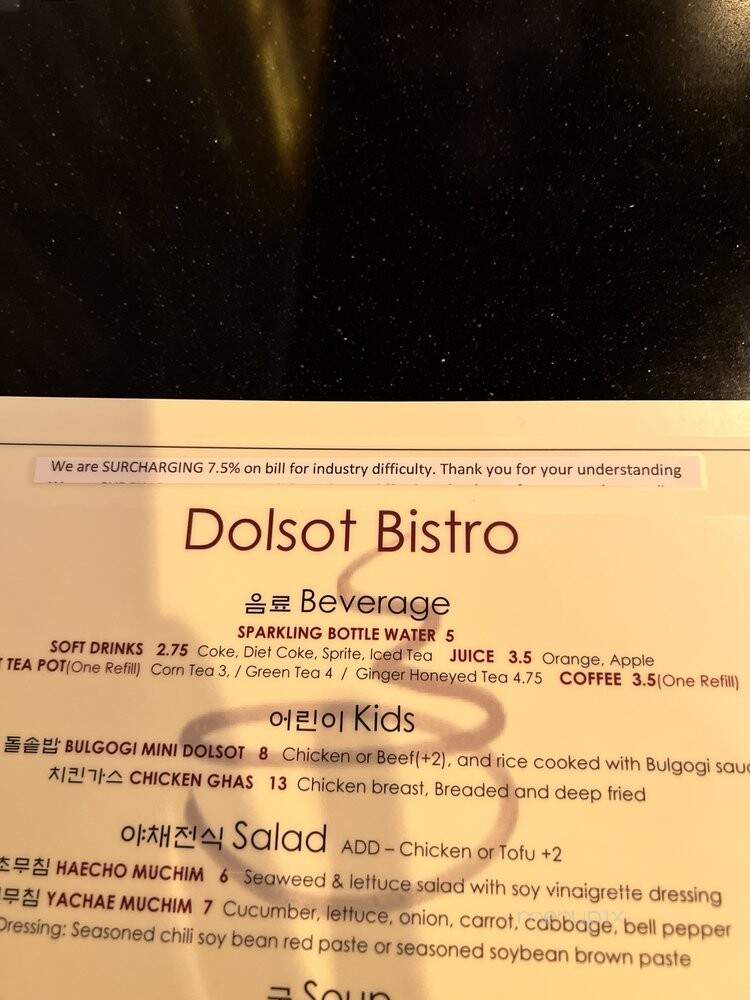 We are SURCHARGING 7.5% on bill for industry difficulty. Thank you for your understanding
Dolsot Bistro
음료 Beverage
SPARKLING BOTTLE WATER 5
SOFT DRINKS 2.75 Coke, Diet Coke, Sprite, Iced Tea JUICE 3.5 Orange, Apple
TEA POT(One Refill) Corn Tea 3, / Green Tea 4 / Ginger Honeyed Tea 4.75 COFFEE 3.5(One Refill)
어린이 Kids
돌솥밥 BULGOGI MINI DOLSOT 8 Chicken or Beef(+2), and rice cooked with Bulgogi
치킨가스 CHICKEN GHAS 13 Chicken breast, Breaded and deep fried
야채전식 Salad ADD – Chicken or Tofu +2
초무침 HAECHO MUCHIM 6 Seaweed & lettuce salad with soy vinaigrette dressing
무침 YACHAE MUCHIM 7 Cucumber, lettuce, onion, carrot, cabbage, bell pepper
Dressing: Seasoned chili soy bean red paste or seasoned soybean brown paste
국 Soup